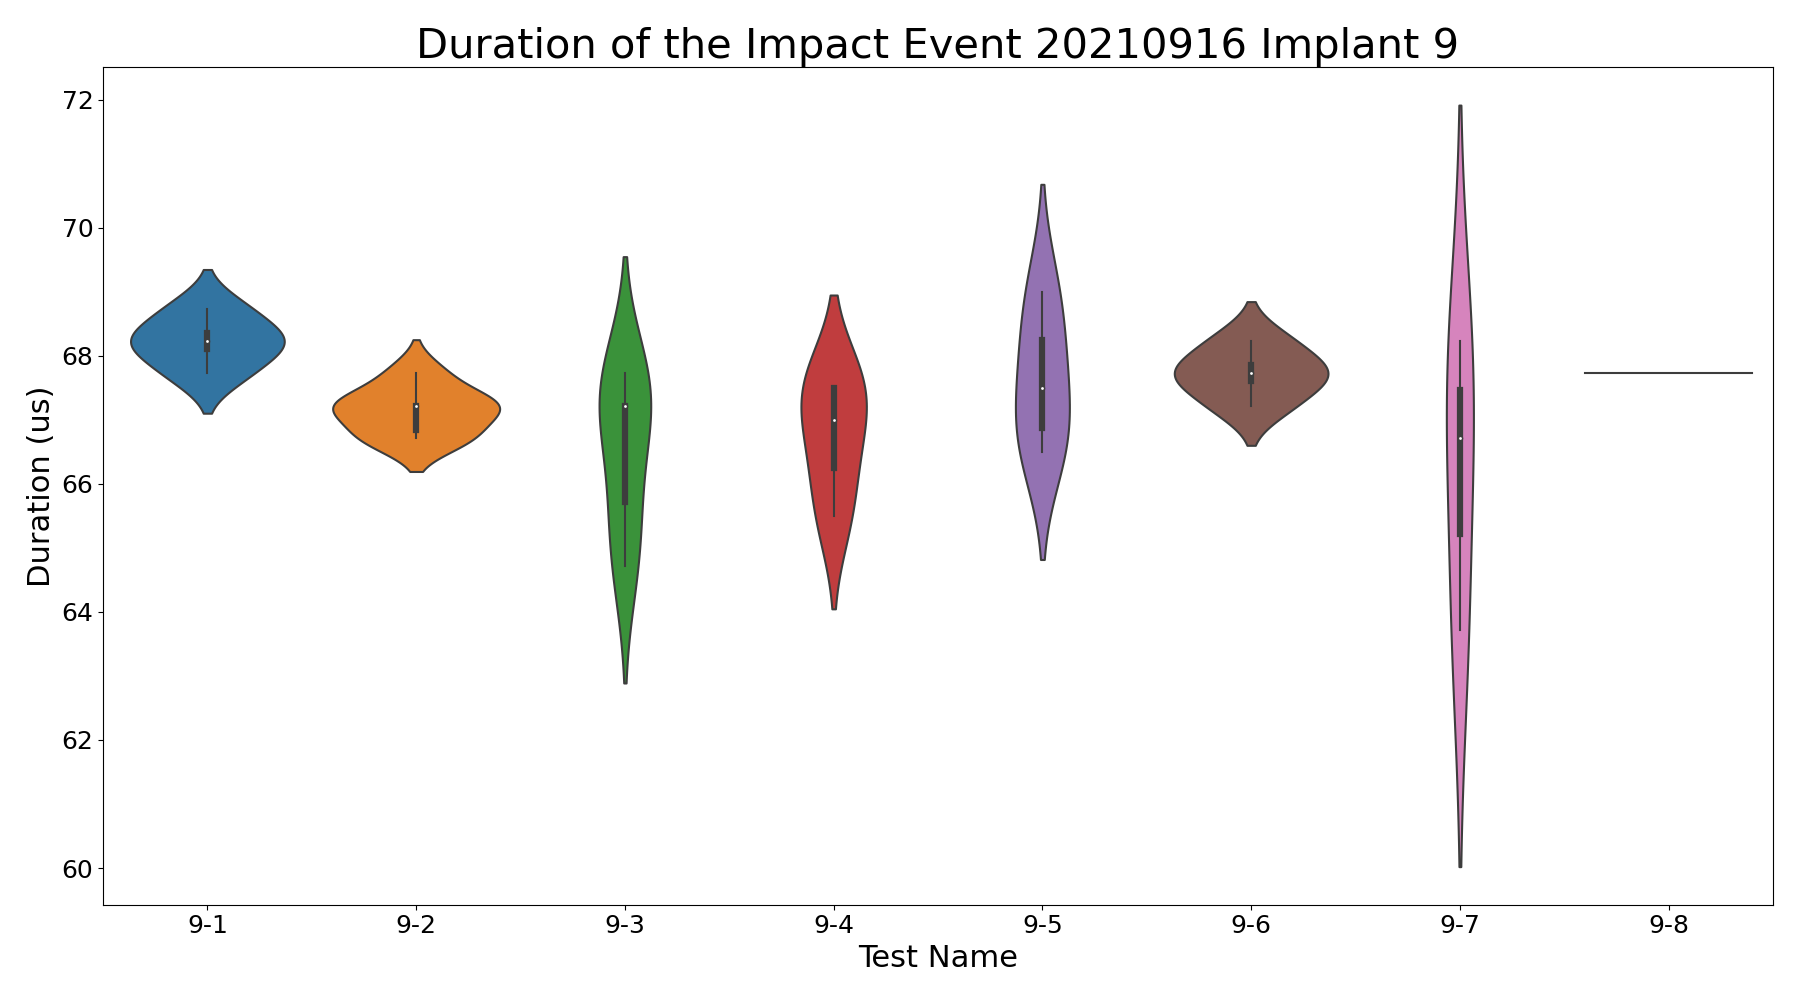 Duration of the Impact Event 20210916 Implant 9
Duration (us)
72
70
68
66
64
62
60
9-1 9-2 9-3 9-4 9-5 9-6 9-7 9-8
Test Name